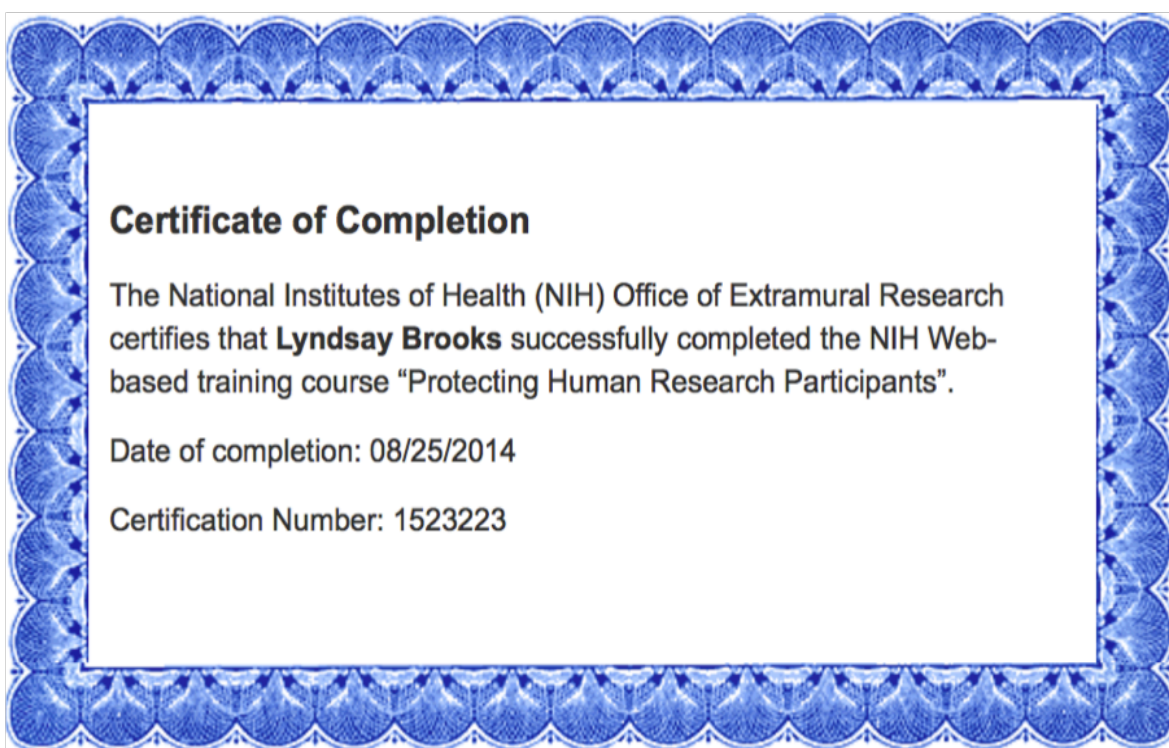 Certificate of Completion
The National Institutes of Health (NIH) Office of Extramural Research
certifies that Lyndsay Brooks successfully completed the NIH Web-
based training course “Protecting Human Research Participants”.
Date of completion: 08/25/2014
Certification Number: 1523223